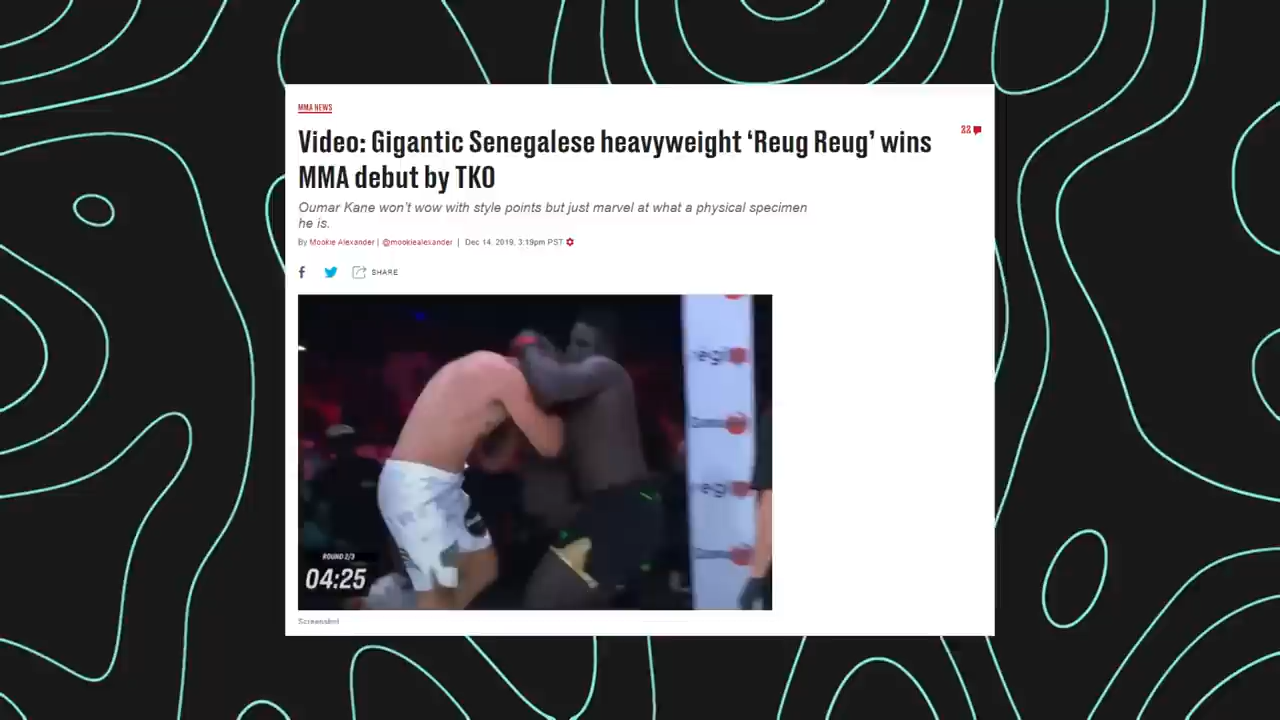 MMA NEWS
22
Video: Gigantic Senegalese heavyweight ‘Reug Reug’ wins
MMA debut by TKO
Oumar Kane won’t wow with style points but just marvel at what a physical specimen
he is.
By Mookie Alexander | @mookiealexander | Dec 14, 2019, 3:19pm PST
SHARE
ROUND 2/3
04:25
Screenshot